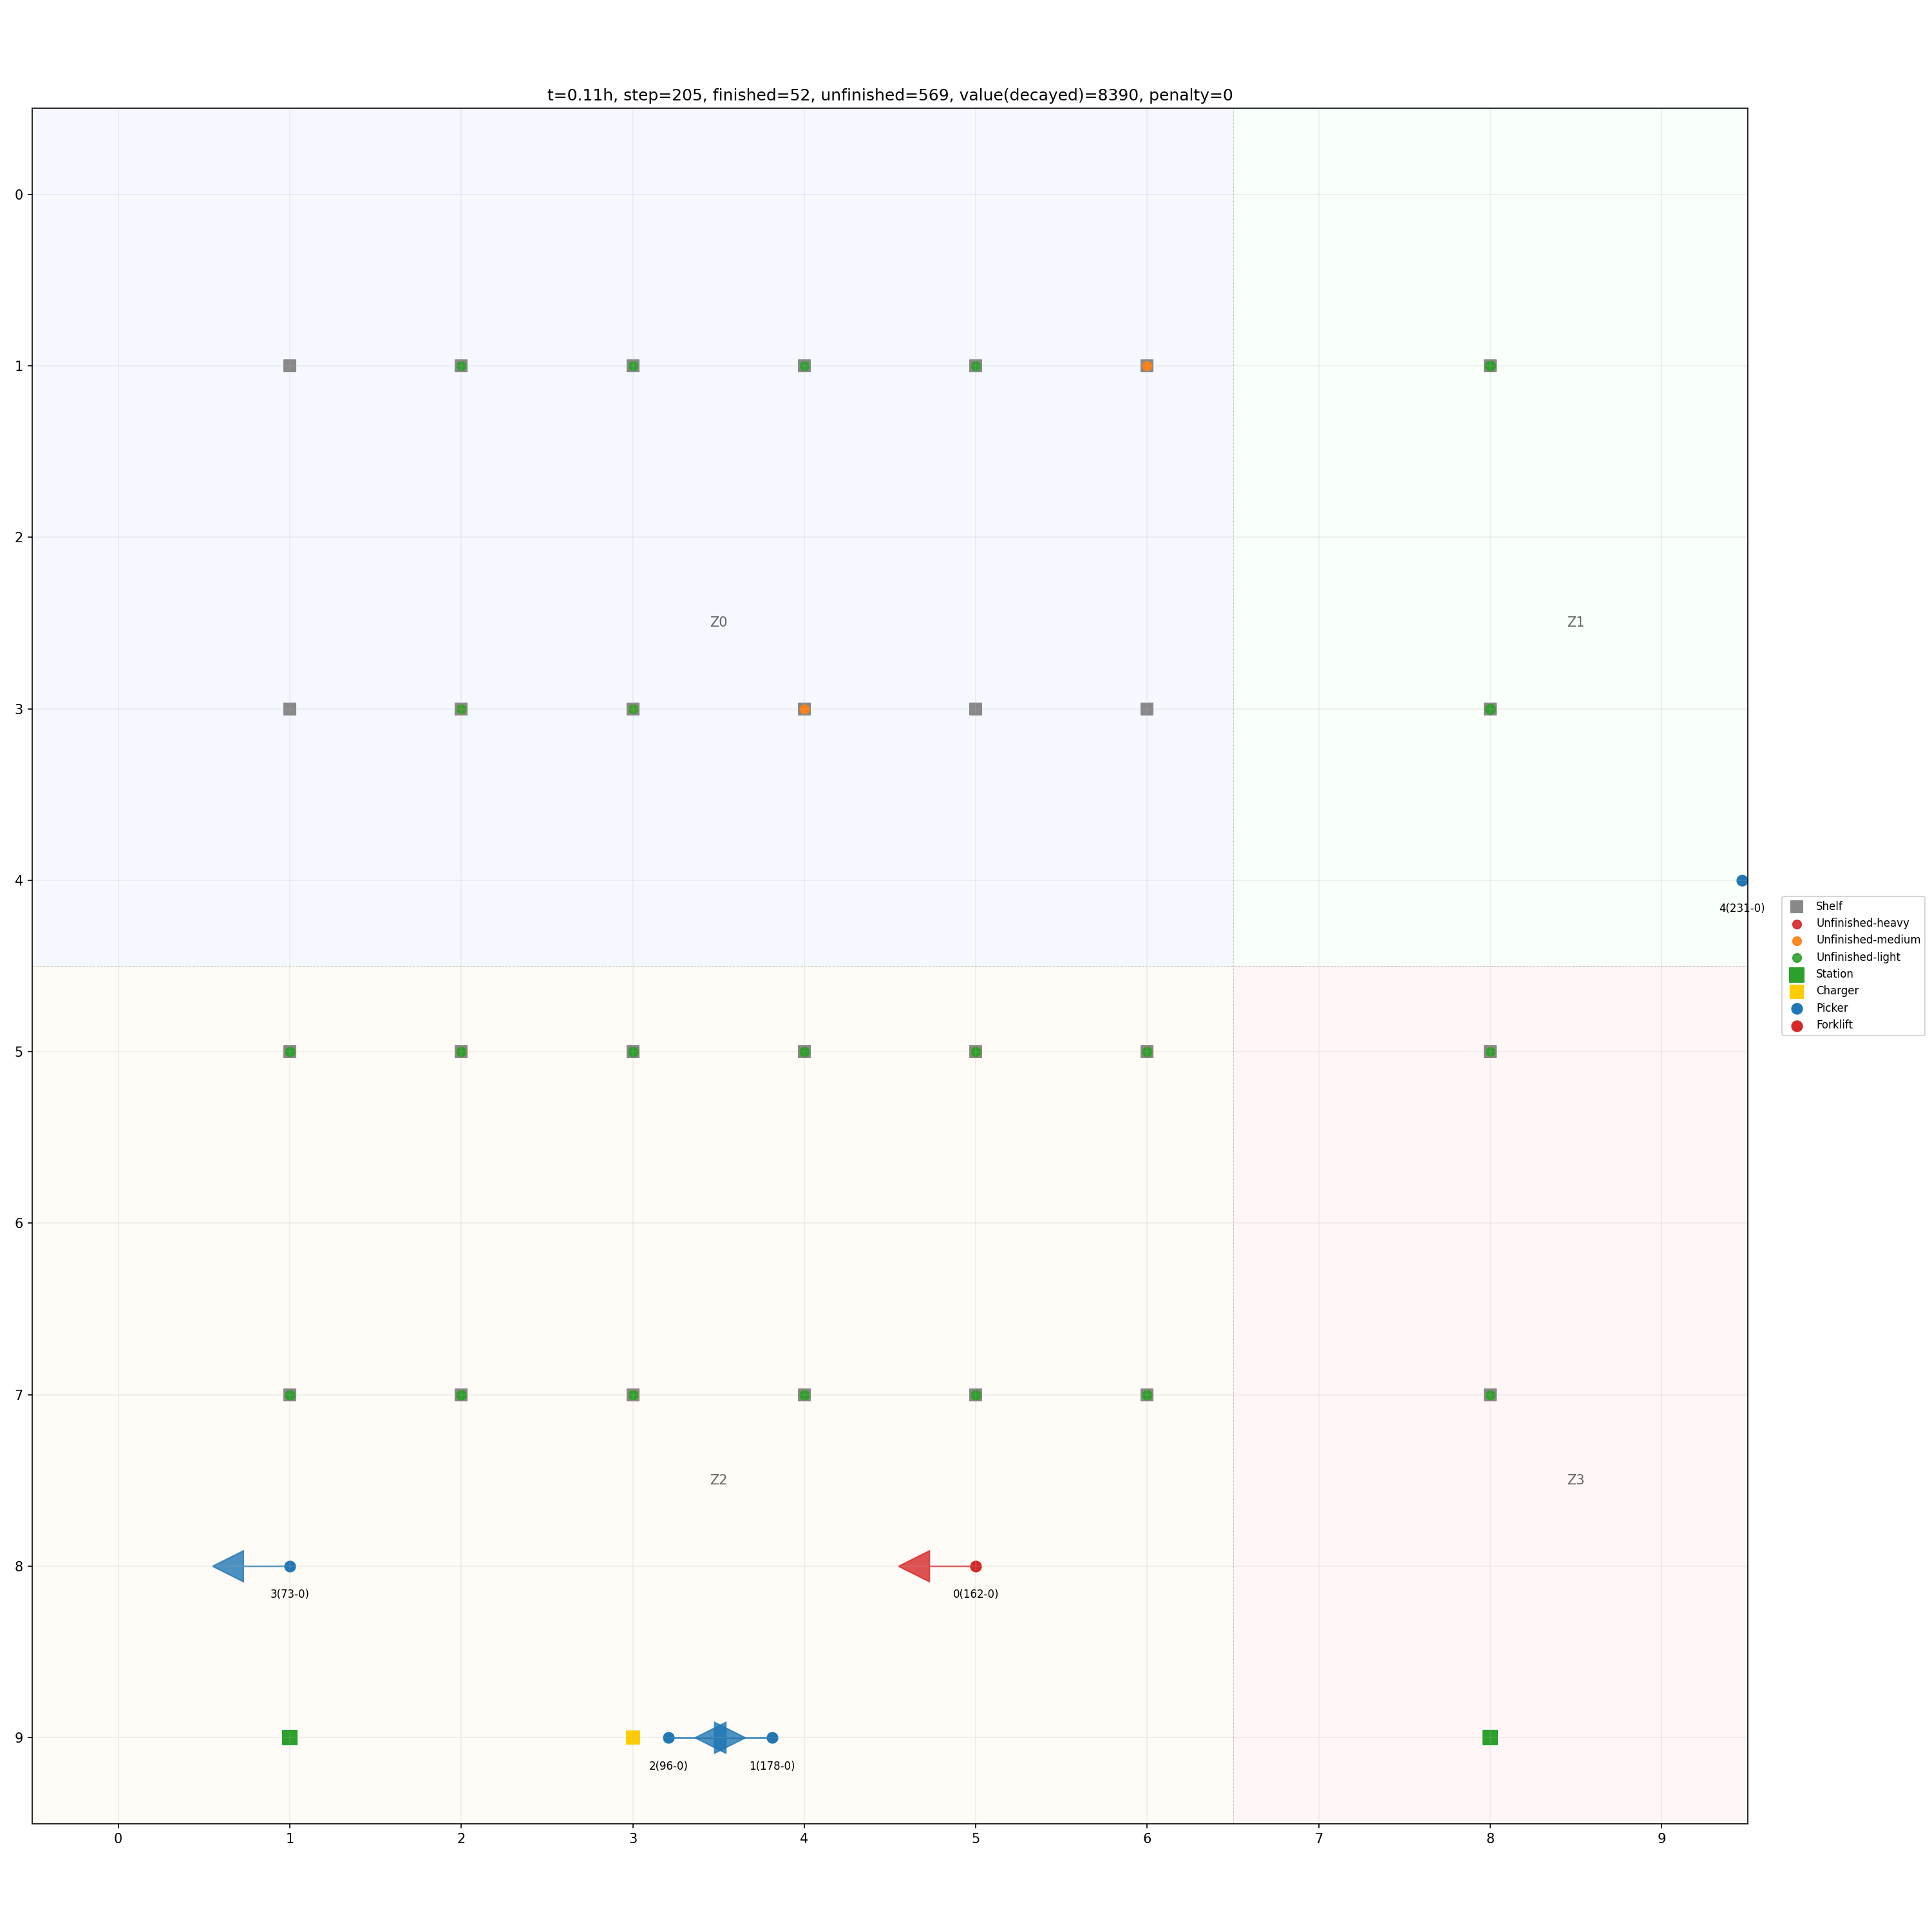 t=0.11h, step=205, finished=52, unfinished=569, value(decayed)=8390, penalty=0
0
1
2
Z0
Z1
3
4
4(231-0)
Shelf
Unfinished-heavy
Unfinished-medium
Unfinished-light
Station
Charger
Picker
Forklift
5
6
7
Z2
Z3
8
3(73-0)
0(162-0)
9
2(96-0)
1(178-0)
0 1 2 3 4 5 6 7 8 9